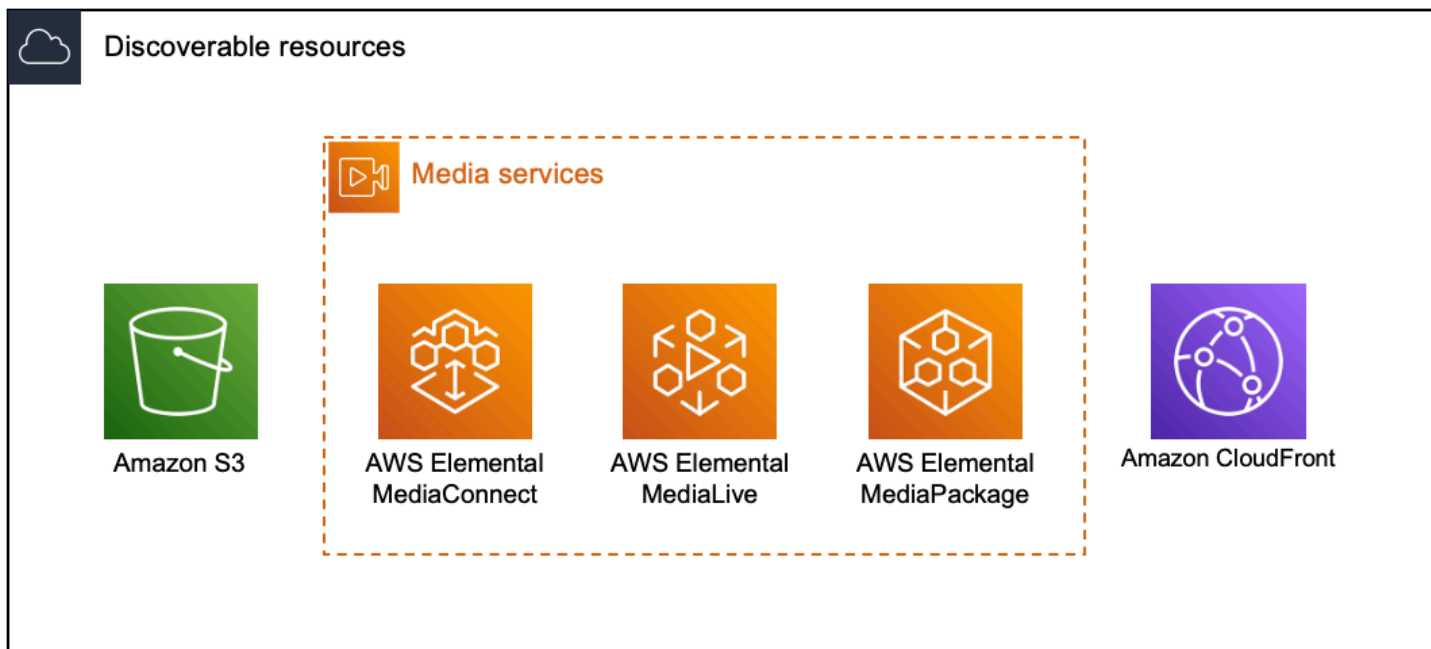 Discoverable resources
Media services
Amazon S3
AWS Elemental
MediaConnect
AWS Elemental
MediaLive
AWS Elemental
MediaPackage
Amazon CloudFront